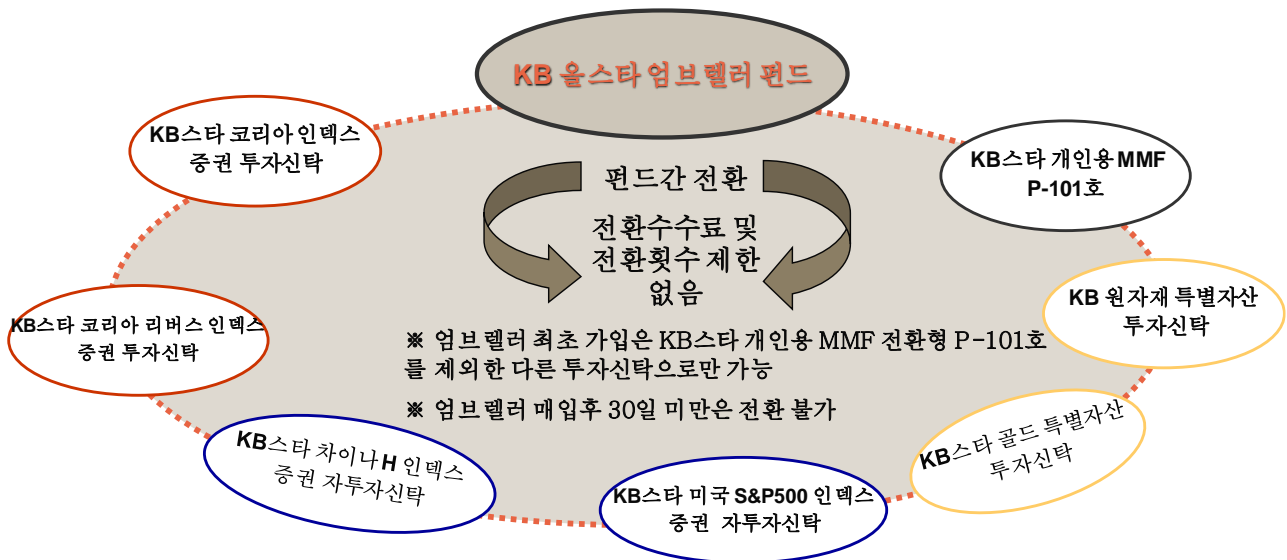 KB 올스타 엄브렐러 펀드
KB스타 코리아 인덱스
증권 투자신탁
KB스타 개인용 MMF
P-101호
펀드간 전환
전환수수료 및
전환횟수 제한
없음
KB스타 코리아 리버스 인덱스
증권 투자신탁
KB 원자재 특별자산
투자신탁
※ 엄브렐러 최초 가입은 KB스타 개인용 MMF 전환형 P-101호
를 제외한 다른 투자신탁으로만 가능
※ 엄브렐러 매입후 30일 미만은 전환 불가
KB스타 차이나 H 인덱스
증권 자투자신탁
KB스타 미국 S&P500 인덱스
증권 자투자신탁
KB스타 골드 특별자산
투자신탁